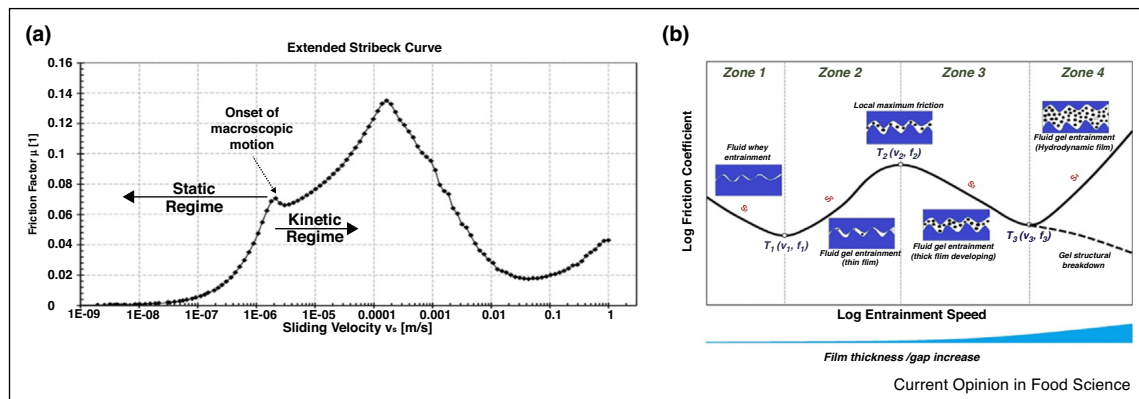 (a)
Extended Stribeck Curve
Friction Factor μ [1]
0.16
0.14
0.12
0.10
0.08
0.06
0.04
0.02
0
Onset of
macroscopic
motion
Static
Regime
Kinetic
Regime
1E-09 1E-08 1E-07 1E-06 1E-05 0.0001 0.001 0.01 0.1 1
Sliding Velocity vs [m/s]
(b)
Zone 1 Zone 2 Zone 3 Zone 4
Log Friction Coefficient
Local maximum friction
T2 (v2, f2)
Fluid whey
entrainment
Fluid gel entrainment
(Hydrodynamic film)
T1 (v1, f1)
Fluid gel entrainment
(thin film)
Fluid gel entrainment
(thick film developing)
T3 (v3, f3)
Gel structural
breakdown
Log Entrainment Speed
Film thickness /gap increase
Current Opinion in Food Science